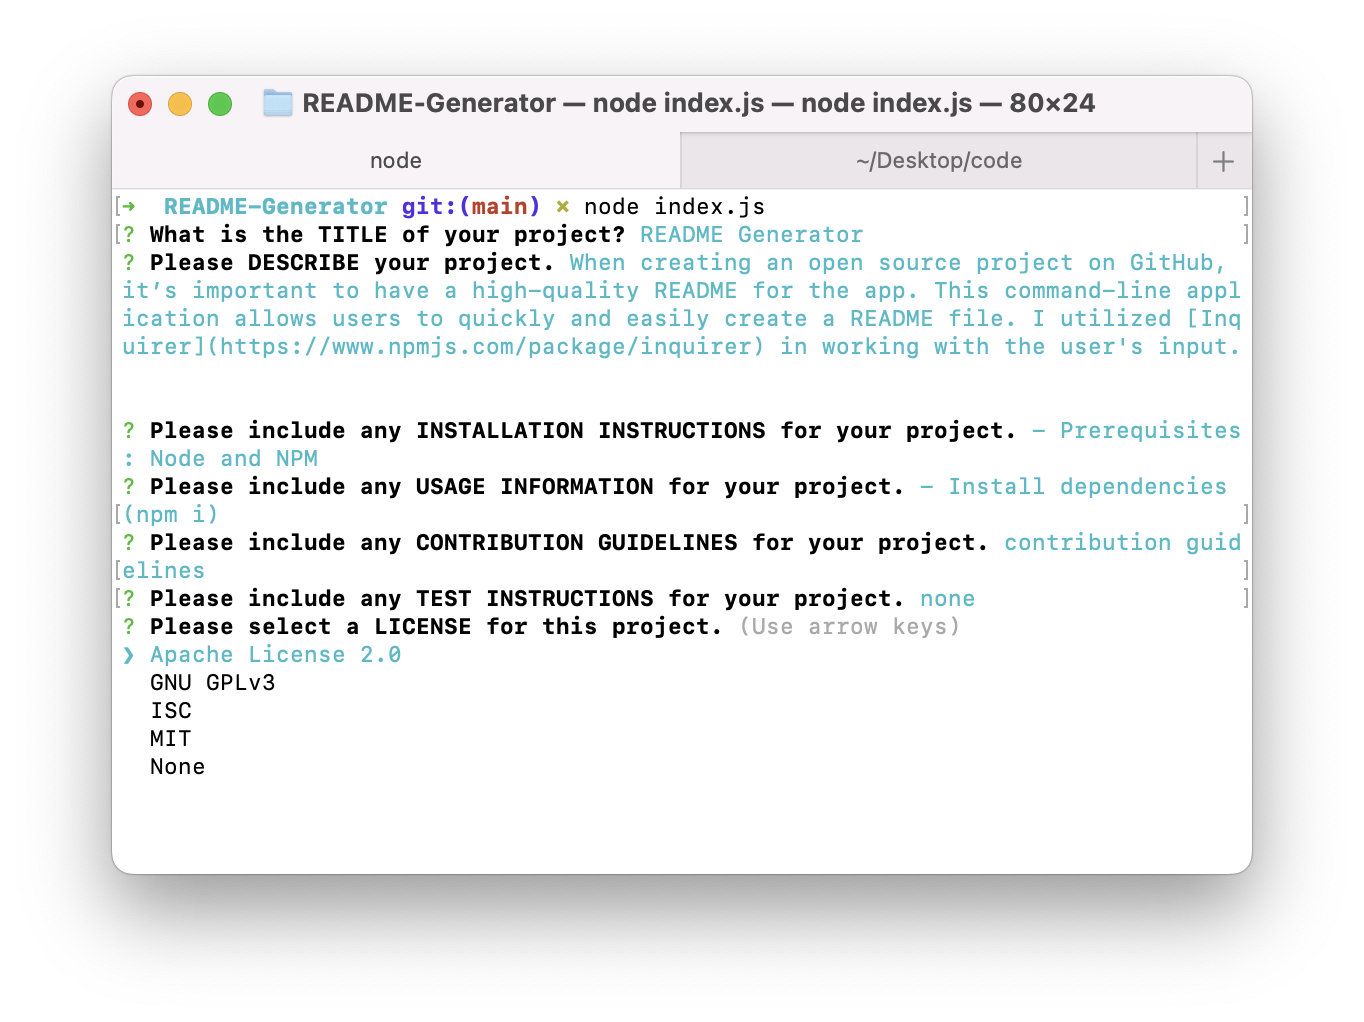 README-Generator — node index.js — node index.js — 80×24
node ~/Desktop/code +
[➜  README-Generator git:(main) ✗ node index.js ]
[? What is the TITLE of your project? README Generator ]
? Please DESCRIBE your project. When creating an open source project on GitHub,
it’s important to have a high-quality README for the app. This command-line appl
ication allows users to quickly and easily create a README file. I utilized [Inq
uirer](https://www.npmjs.com/package/inquirer) in working with the user's input.
? Please include any INSTALLATION INSTRUCTIONS for your project. - Prerequisites
: Node and NPM
? Please include any USAGE INFORMATION for your project. - Install dependencies
[(npm i) ]
? Please include any CONTRIBUTION GUIDELINES for your project. contribution guid
[elines ]
[? Please include any TEST INSTRUCTIONS for your project. none ]
? Please select a LICENSE for this project. (Use arrow keys)
❯ Apache License 2.0
GNU GPLv3
ISC
MIT
None